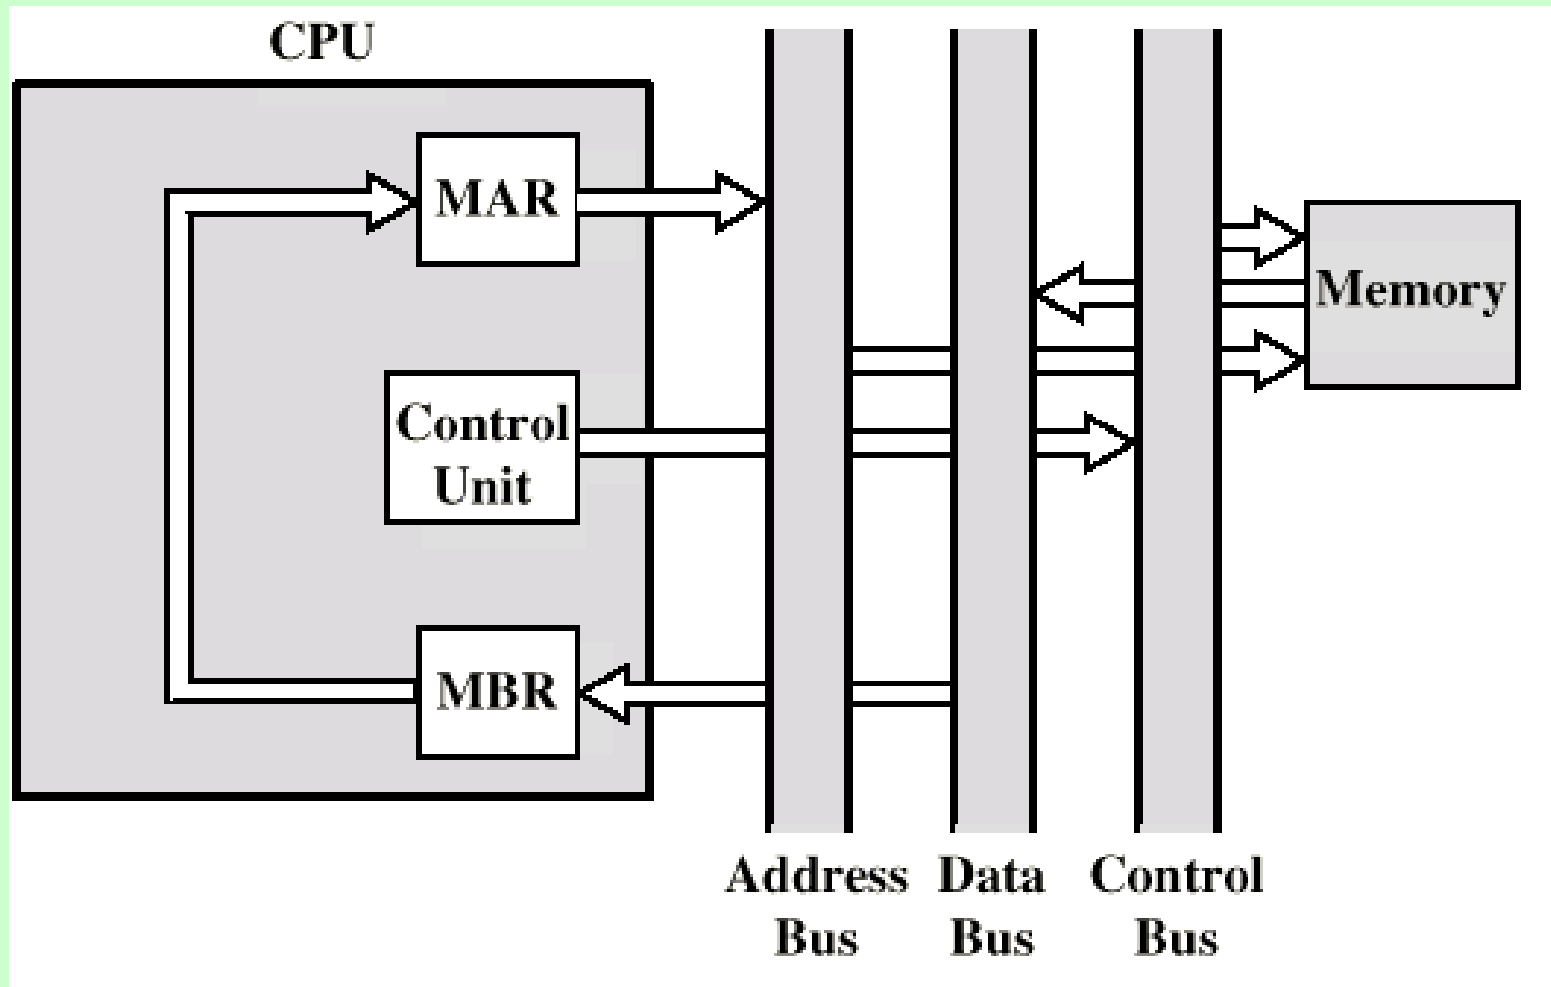 CPU
MAR
Memory
Control
Unit
MBR
Address
Bus
Data
Bus
Control
Bus